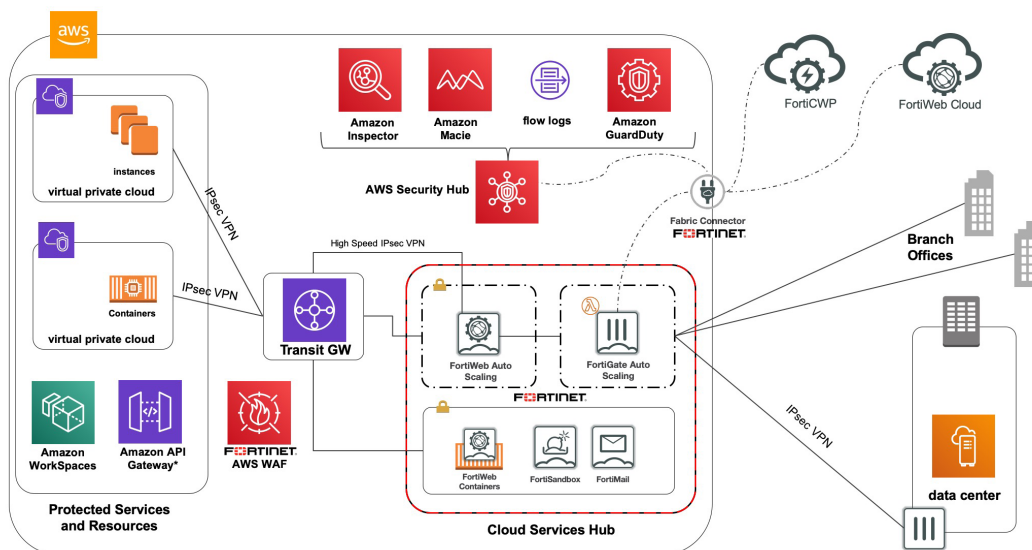 aws
instances
virtual private cloud
Containers
virtual private cloud
Amazon
WorkSpaces
Amazon API
Gateway*
Protected Services
and Resources
IPsec VPN
IPsec VPN
Amazon
Inspector
Amazon
Macie
flow logs
Amazon
GuardDuty
AWS Security Hub
High Speed IPsec VPN
Transit GW
FORTINET
AWS WAF
FortiWeb Auto
Scaling
FortiGate Auto
Scaling
FORTINET
FortiWeb
Containers
FortiSandbox
FortiMail
Cloud Services Hub
Fabric Connector
FORTINET
FortiCWP
FortiWeb Cloud
Branch
Offices
IPsec VPN
data center